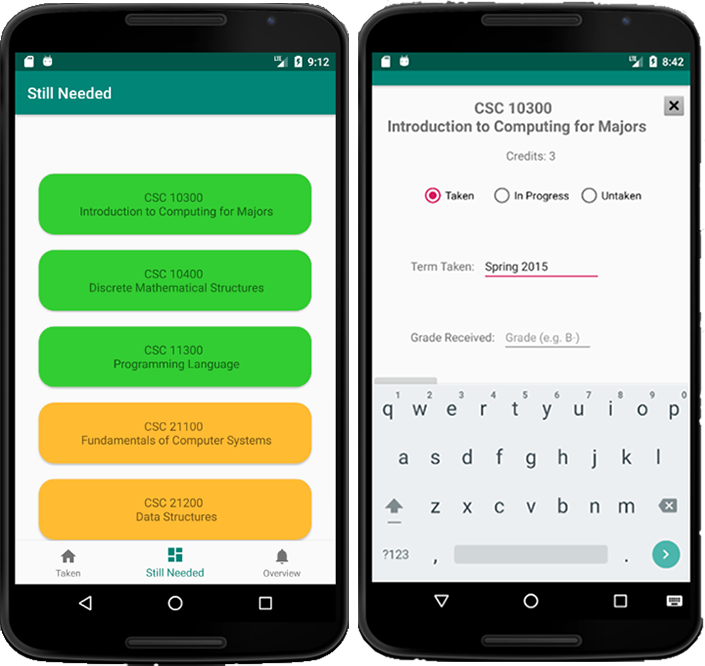 LTE 9:12
Still Needed
CSC 10300
Introduction to Computing for Majors
CSC 10400
Discrete Mathematical Structures
CSC 11300
Programming Language
CSC 21100
Fundamentals of Computer Systems
CSC 21200
Data Structures
Taken Still Needed Overview
LTE 8:42
CSC 10300
Introduction to Computing for Majors
Credits: 3
Taken In Progress Untaken
Term Taken: Spring 2015
Grade Received: Grade (e.g. B-)
1 2 3 4 5 6 7 8 9 0
q w e r t y u i o p
a s d f g h j k l
z x c v b n m
?123 , .